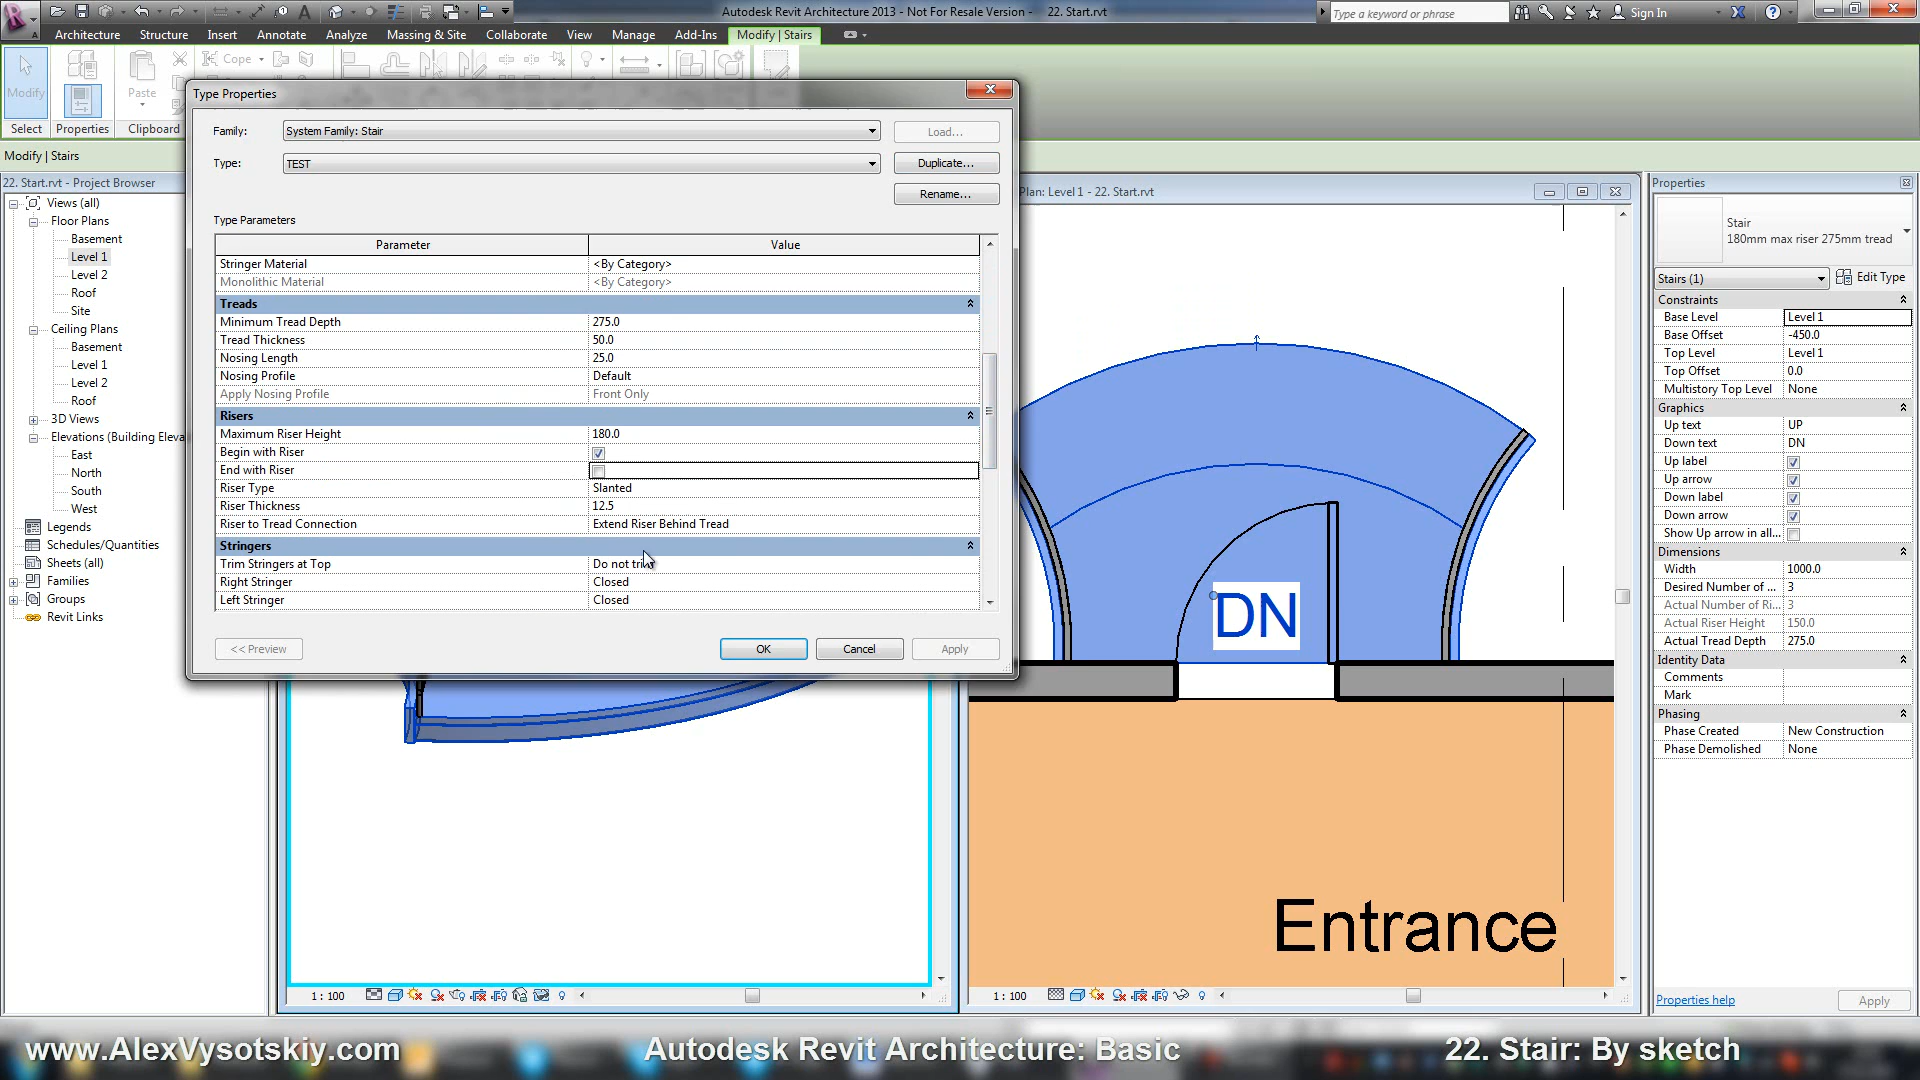 Autodesk Revit Architecture 2013 - Not For Resale Version -    22. Start.rvt
Type a keyword or phrase
Sign In
Architecture Structure Insert Annotate Analyze Massing & Site Collaborate View Manage Add-Ins Modify | Stairs
Modify
Paste
Cope
Select Properties Clipboard
Modify | Stairs
22. Start.rvt - Project Browser
Views (all)
Floor Plans
Basement
Level 1
Level 2
Roof
Site
Ceiling Plans
Basement
Level 1
Level 2
Roof
3D Views
Elevations (Building Eleva
East
North
South
West
Legends
Schedules/Quantities
Sheets (all)
Families
Groups
Revit Links
Type Properties
Family: System Family: Stair Load...
Type: TEST Duplicate...
Rename...
Type Parameters
Parameter Value
Stringer Material <By Category>
Monolithic Material <By Category>
Treads
Minimum Tread Depth 275.0
Tread Thickness 50.0
Nosing Length 25.0
Nosing Profile Default
Apply Nosing Profile Front Only
Risers
Maximum Riser Height 180.0
Begin with Riser
End with Riser
Riser Type Slanted
Riser Thickness 12.5
Riser to Tread Connection Extend Riser Behind Tread
Stringers
Trim Stringers at Top Do not tri
Right Stringer Closed
Left Stringer Closed
<< Preview OK Cancel Apply
Plan: Level 1 - 22. Start.rvt
DN
Entrance
1 : 100
1 : 100
Properties
Stair
180mm max riser 275mm tread
Stairs (1) Edit Type
Constraints
Base Level Level 1
Base Offset -450.0
Top Level Level 1
Top Offset 0.0
Multistory Top Level None
Graphics
Up text UP
Down text DN
Up label
Up arrow
Down label
Down arrow
Show Up arrow in all...
Dimensions
Width 1000.0
Desired Number of ... 3
Actual Number of Ri... 3
Actual Riser Height 150.0
Actual Tread Depth 275.0
Identity Data
Comments
Mark
Phasing
Phase Created New Construction
Phase Demolished None
Properties help Apply
www.AlexVysotskiy.com Autodesk Revit Architecture: Basic 22. Stair: By sketch